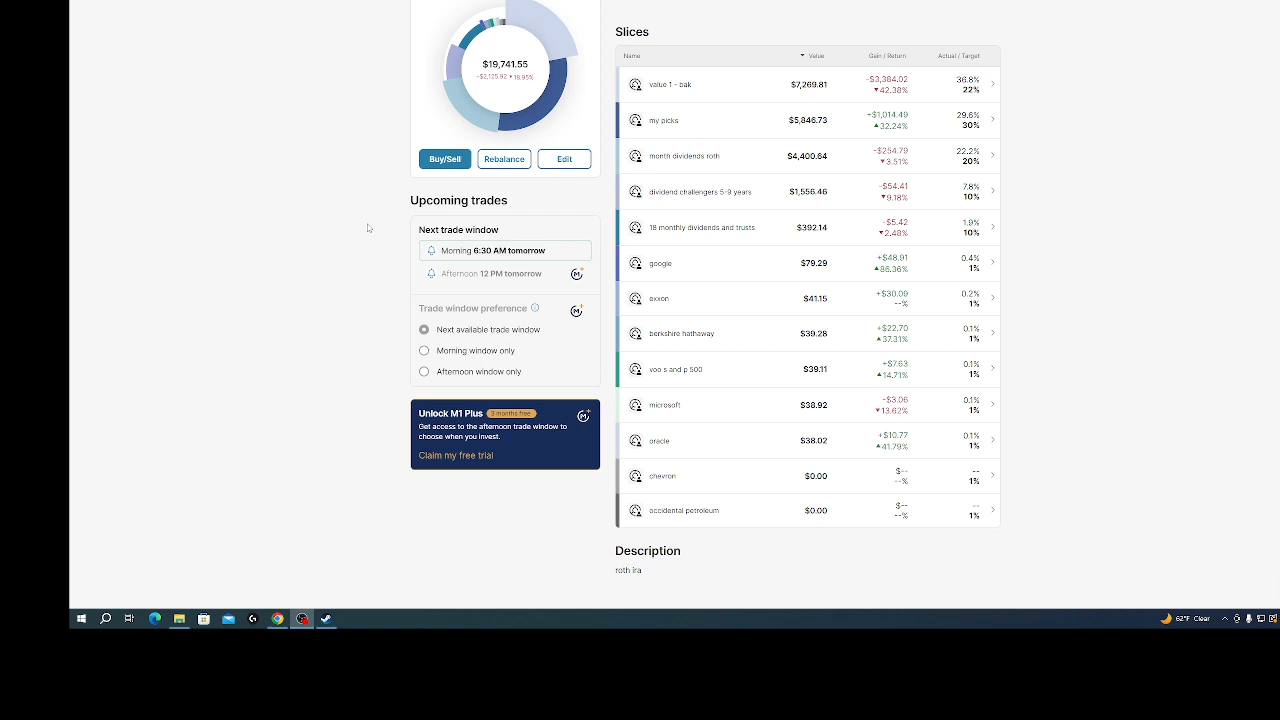 $19,741.55
-$2,125.92 ▼18.95%
Buy/Sell Rebalance Edit
Upcoming trades
Next trade window
Morning 6:30 AM tomorrow
Afternoon 12 PM tomorrow
Trade window preference
Next available trade window
Morning window only
Afternoon window only
Unlock M1 Plus 3 months free
Get access to the afternoon trade window to
choose when you invest.
Claim my free trial
Slices
Name Value Gain / Return Actual / Target
value 1 - bak $7,269.81 -$3,384.02 36.8%
▼42.38% 22%
my picks $5,846.73 +$1,014.49 29.6%
▲32.24% 30%
month dividends roth $4,400.64 -$254.79 22.2%
▼3.51% 20%
dividend challengers 5-9 years $1,556.46 -$54.41 7.8%
▼9.18% 10%
18 monthly dividends and trusts $392.14 -$5.42 1.9%
▼2.48% 10%
google $79.29 +$48.91 0.4%
▲86.36% 1%
exxon $41.15 +$30.09 0.2%
--% 1%
berkshire hathaway $39.28 +$22.70 0.1%
▲37.31% 1%
voo s and p 500 $39.11 +$7.63 0.1%
▲14.71% 1%
microsoft $38.92 -$3.06 0.1%
▼13.62% 1%
oracle $38.02 +$10.77 0.1%
▲41.79% 1%
chevron $0.00 $-- --
--% 1%
occidental petroleum $0.00 $-- --
--% 1%
Description
roth ira
62°F Clear